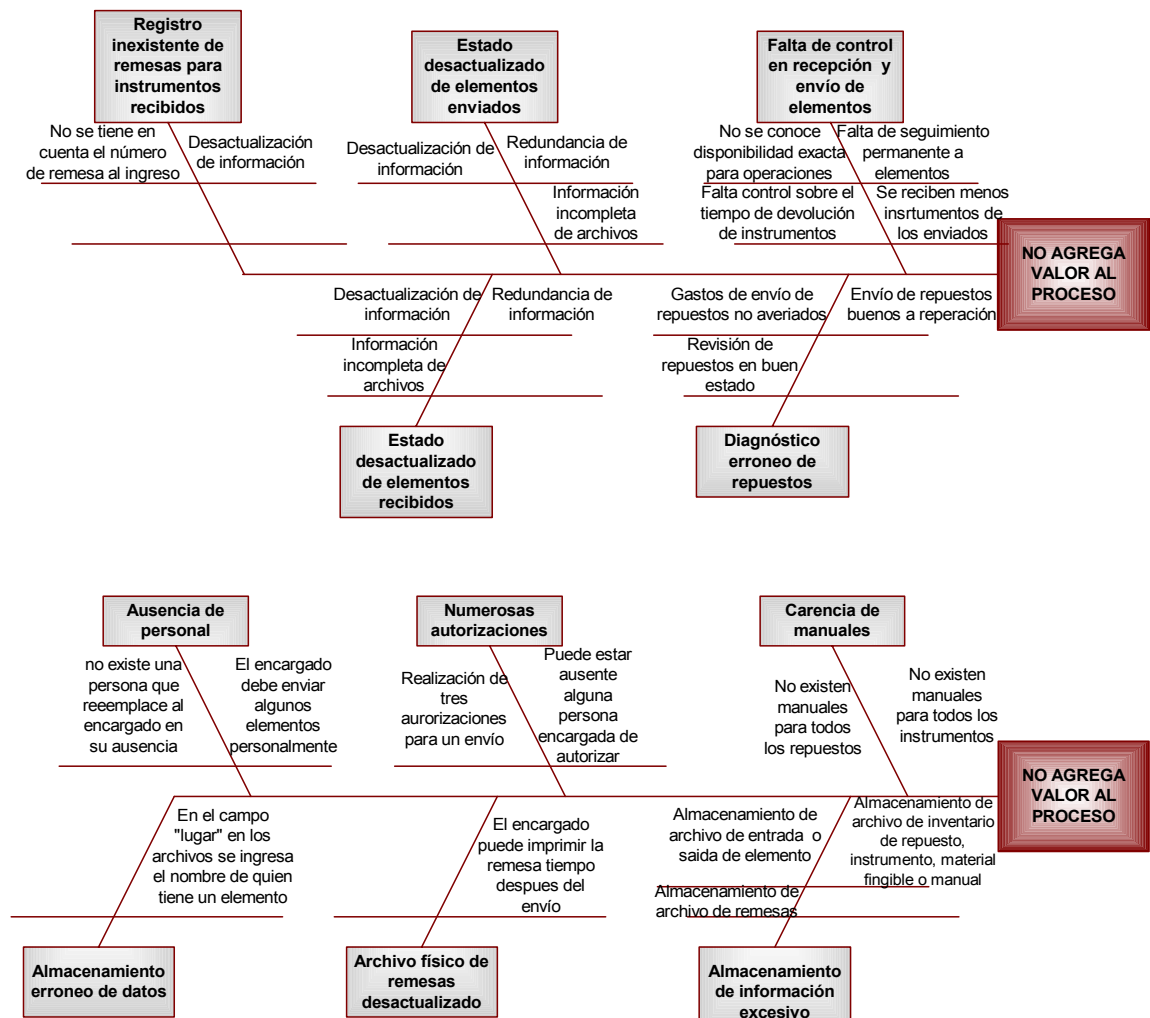 Registro
inexistente de
remesas para
instrumentos
recibidos
Estado
desactualizado
de elementos
enviados
Falta de control
en recepción y
envío de
elementos
No se tiene en
cuenta el número
de remesa al ingreso
Desactualización
de información
Desactualización de
información
Redundancia de
información
Información
incompleta
de archivos
No se conoce
disponibilidad exacta
para operaciones
Falta de seguimiento
permanente a
elementos
Falta control sobre el
tiempo de devolución
de instrumentos
Se reciben menos
insrtumentos de
los enviados
NO AGREGA
VALOR AL
PROCESO
Desactualización de
información
Redundancia de
información
Información
incompleta de
archivos
Gastos de envío de
repuestos no averiados
Envío de repuestos
buenos a reperación
Revisión de
repuestos en buen
estado
Estado
desactualizado
de elementos
recibidos
Diagnóstico
erroneo de
repuestos
Ausencia de
personal
Numerosas
autorizaciones
Carencia de
manuales
no existe una
persona que
reeemplace al
encargado en
su ausencia
El encargado
debe enviar
algunos
elementos
personalmente
Realización de
tres
aurorizaciones
para un envío
Puede estar
ausente
alguna
persona
encargada de
autorizar
No existen
manuales
para todos
los repuestos
No existen
manuales
para todos los
instrumentos
NO AGREGA
VALOR AL
PROCESO
En el campo
"lugar" en los
archivos se ingresa
el nombre de quien
tiene un elemento
El encargado
puede imprimir la
remesa tiempo
despues del
envío
Almacenamiento de
archivo de entrada o
saida de elemento
Almacenamiento de
archivo de inventario
de repuesto,
instrumento, material
fingible o manual
Almacenamiento de
archivo de remesas
Almacenamiento
erroneo de datos
Archivo físico de
remesas
desactualizado
Almacenamiento
de información
excesivo